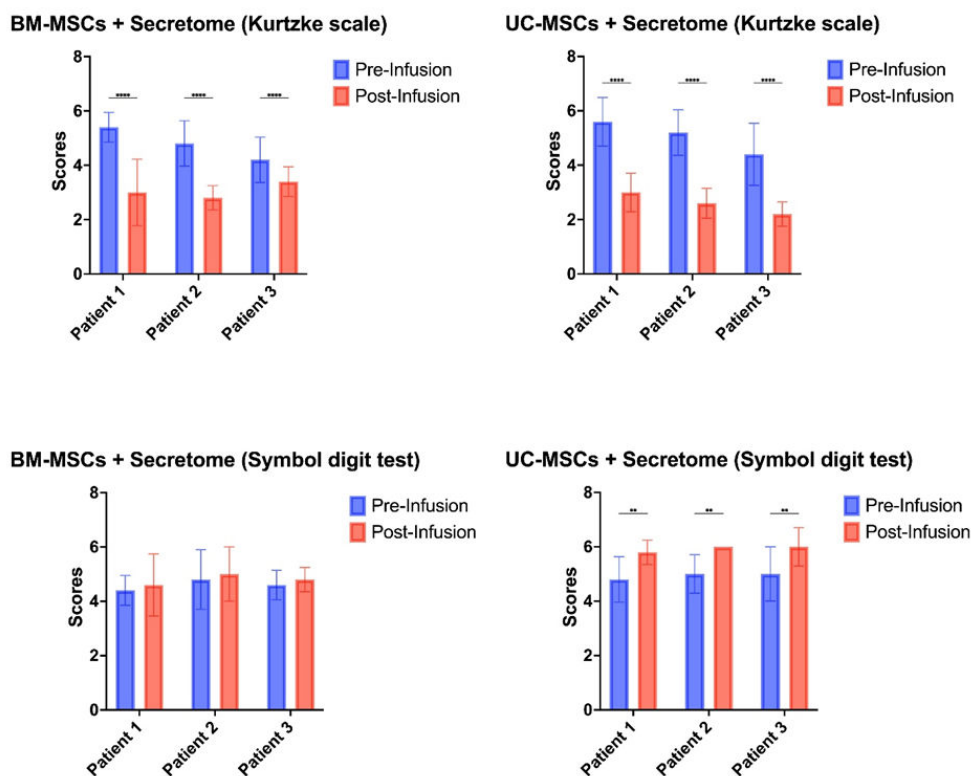 BM-MSCs + Secretome (Kurtzke scale)
8
6
4
2
0
Scores
****
****
****
Pre-Infusion
Post-Infusion
Patient 1
Patient 2
Patient 3
UC-MSCs + Secretome (Kurtzke scale)
8
6
4
2
0
Scores
****
****
****
Pre-Infusion
Post-Infusion
Patient 1
Patient 2
Patient 3
BM-MSCs + Secretome (Symbol digit test)
8
6
4
2
0
Scores
Pre-Infusion
Post-Infusion
Patient 1
Patient 2
Patient 3
UC-MSCs + Secretome (Symbol digit test)
8
6
4
2
0
Scores
**
**
**
Pre-Infusion
Post-Infusion
Patient 1
Patient 2
Patient 3